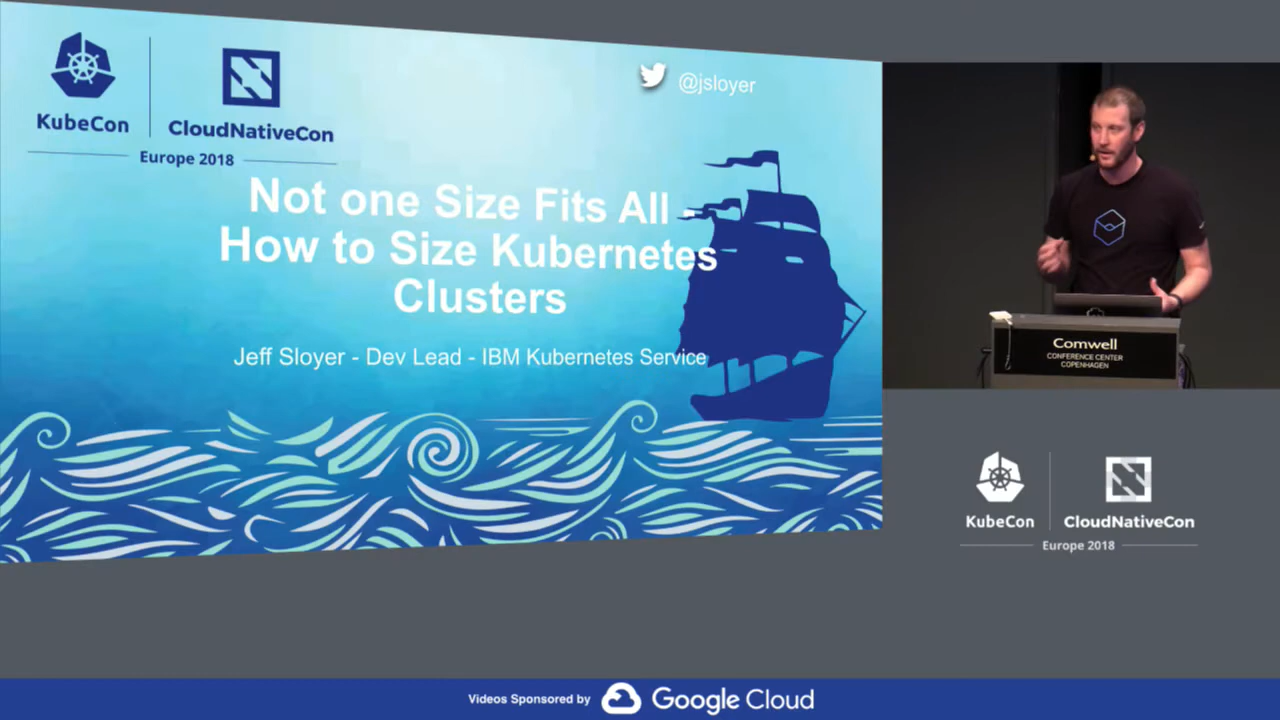 KubeCon
CloudNativeCon
Europe 2018
@jsloyer
Not one Size Fits All -
How to Size Kubernetes
Clusters
Jeff Sloyer - Dev Lead - IBM Kubernetes Service
Comwell
CONFERENCE CENTER
COPENHAGEN
KubeCon
CloudNativeCon
Europe 2018
Videos Sponsored by Google Cloud